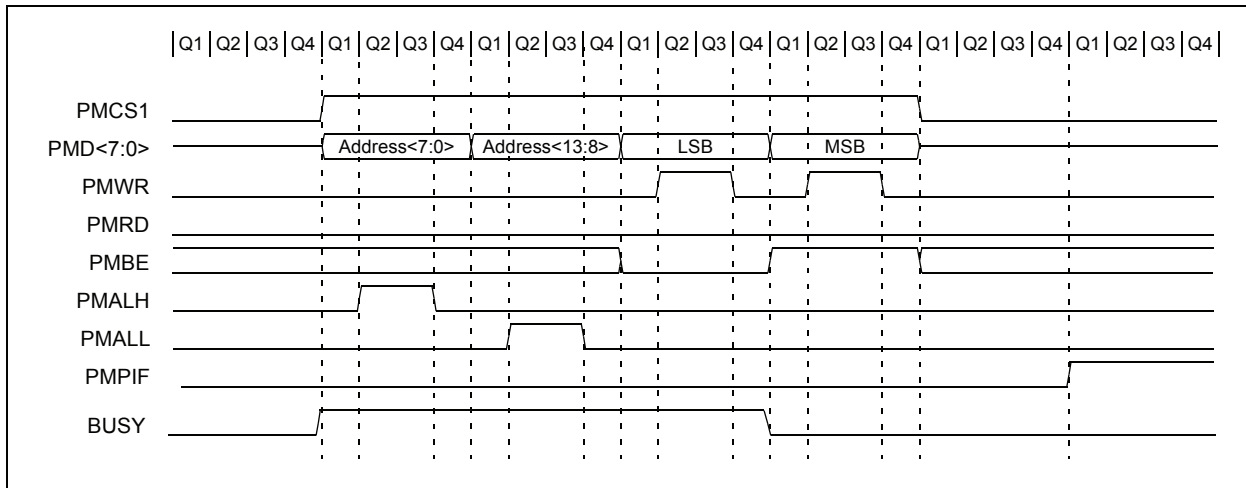 Q1 Q2 Q3 Q4 Q1 Q2 Q3 Q4 Q1 Q2 Q3 Q4 Q1 Q2 Q3 Q4 Q1 Q2 Q3 Q4 Q1 Q2 Q3 Q4 Q1 Q2 Q3 Q4
PMCS1
PMD<7:0> Address<7:0> Address<13:8> LSB MSB
PMWR
PMRD
PMBE
PMALH
PMALL
PMPIF
BUSY